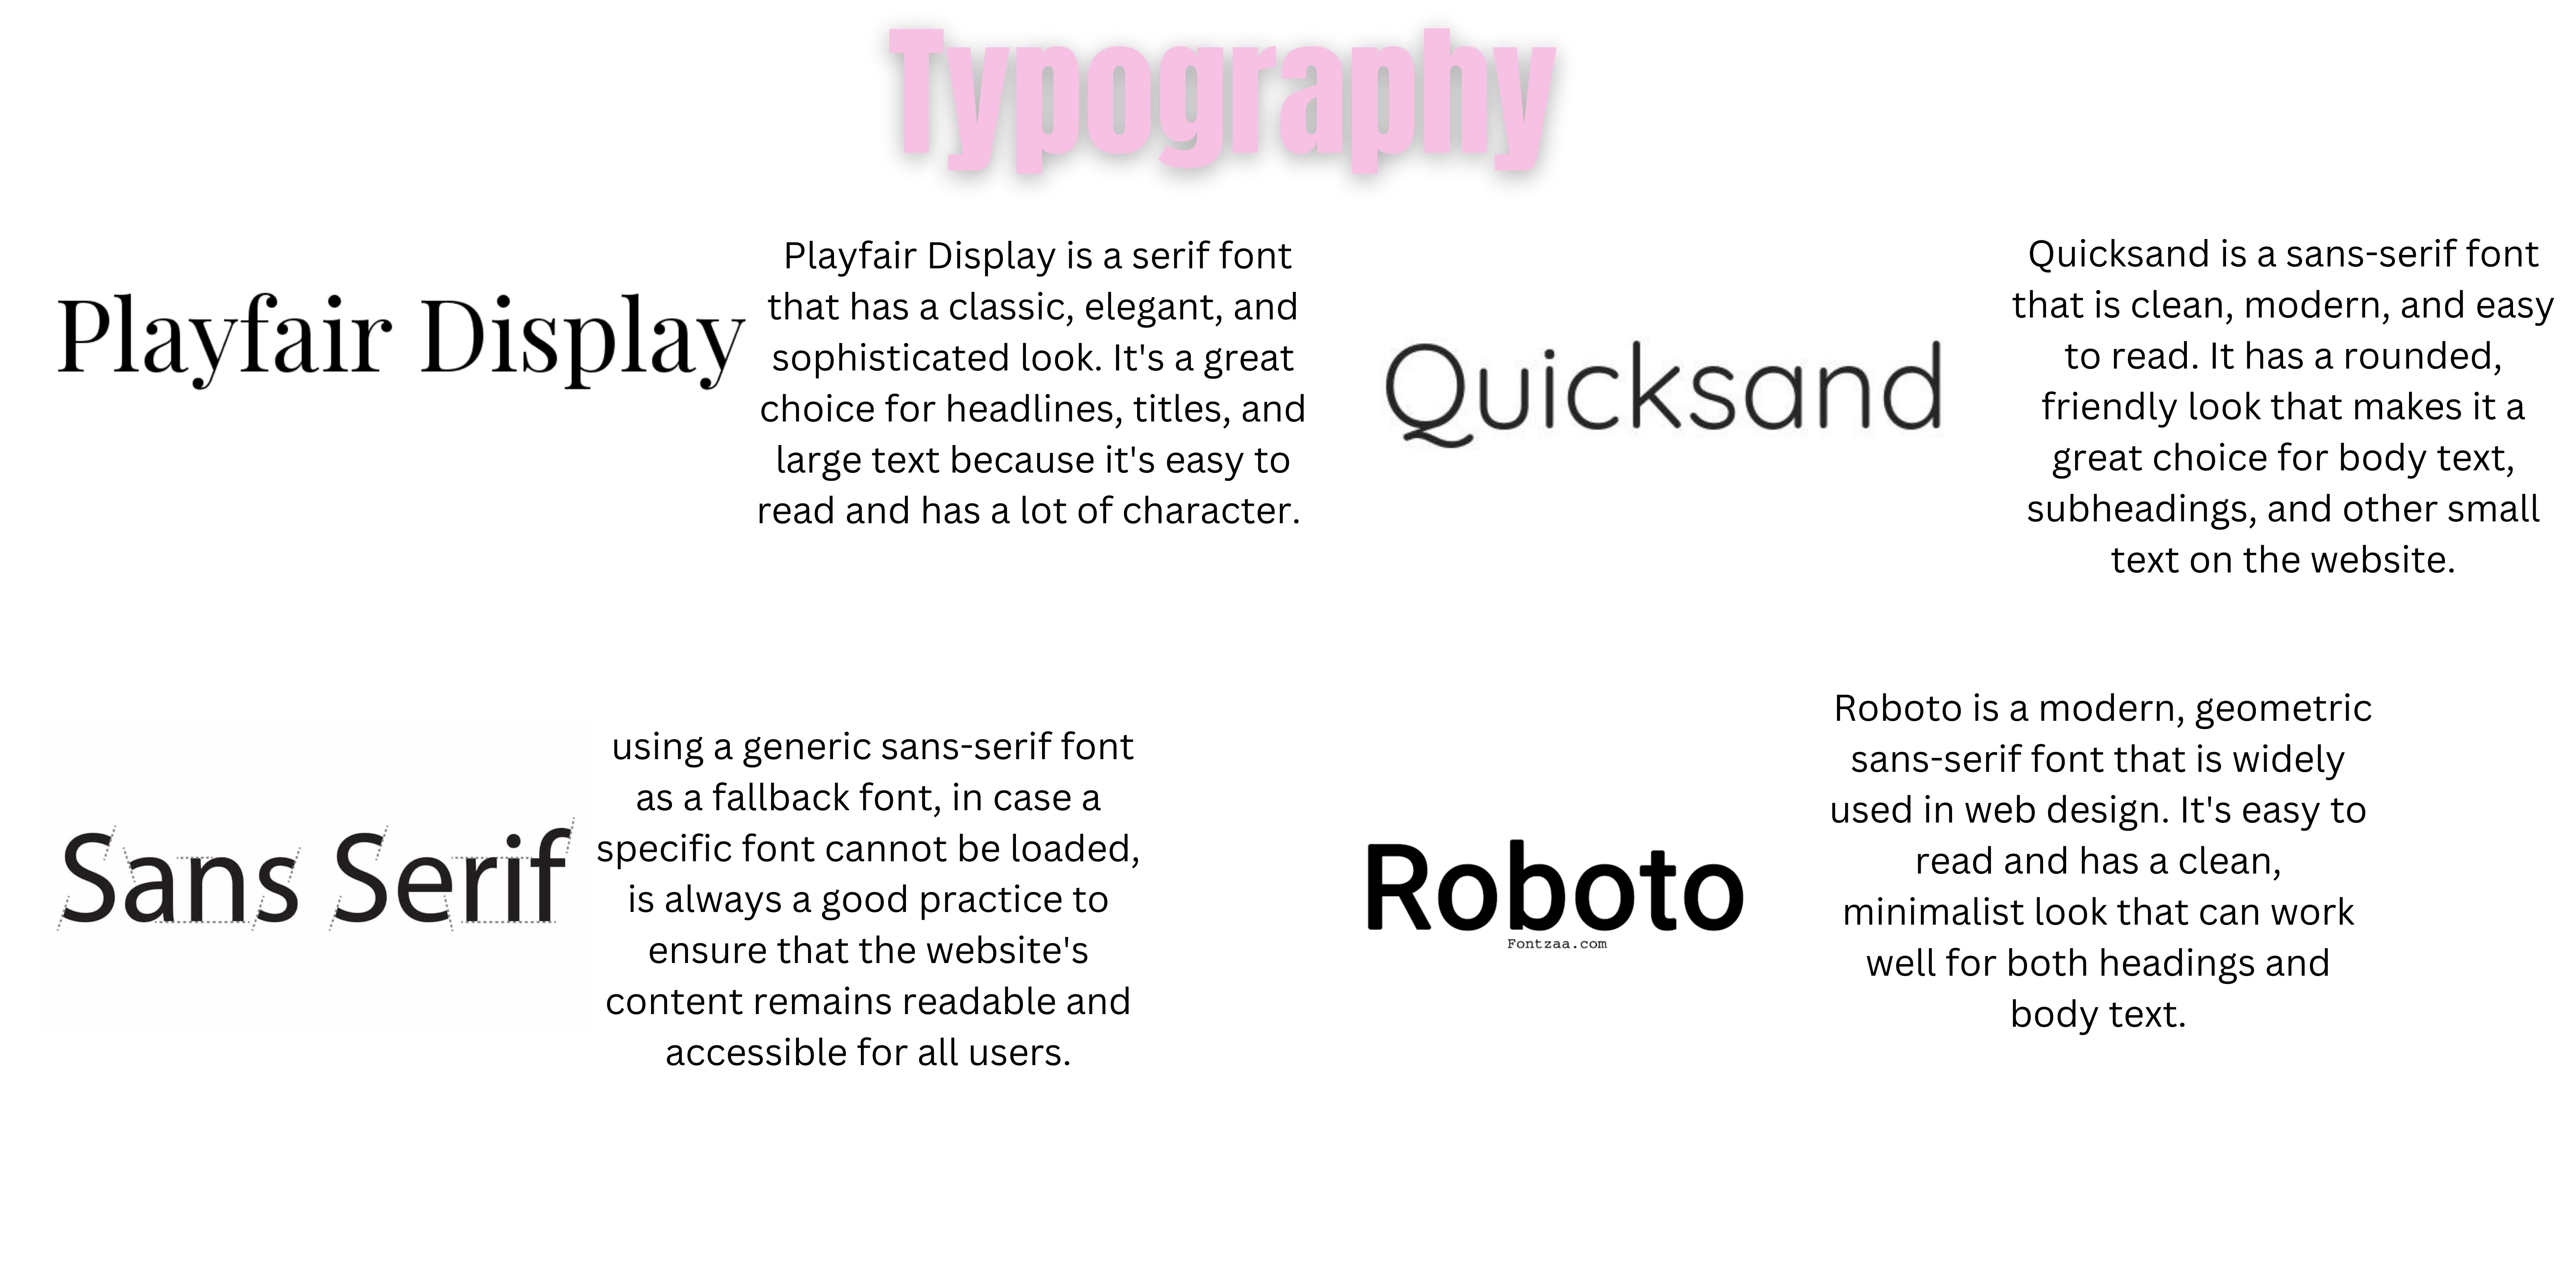 Typography
Playfair Display
Playfair Display is a serif font
that has a classic, elegant, and
sophisticated look. It's a great
choice for headlines, titles, and
large text because it's easy to
read and has a lot of character.
Quicksand
Quicksand is a sans-serif font
that is clean, modern, and easy
to read. It has a rounded,
friendly look that makes it a
great choice for body text,
subheadings, and other small
text on the website.
Sans Serif
using a generic sans-serif font
as a fallback font, in case a
specific font cannot be loaded,
is always a good practice to
ensure that the website's
content remains readable and
accessible for all users.
Roboto
Fontzaa.com
Roboto is a modern, geometric
sans-serif font that is widely
used in web design. It's easy to
read and has a clean,
minimalist look that can work
well for both headings and
body text.